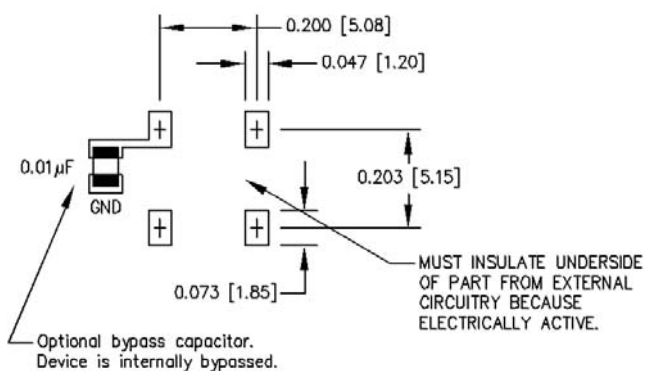 0.200 [5.08]
0.047 [1.20]
0.01µF
GND
0.203 [5.15]
0.073 [1.85]
MUST INSULATE UNDERSIDE
OF PART FROM EXTERNAL
CIRCUITRY BECAUSE
ELECTRICALLY ACTIVE.
Optional bypass capacitor.
Device is internally bypassed.